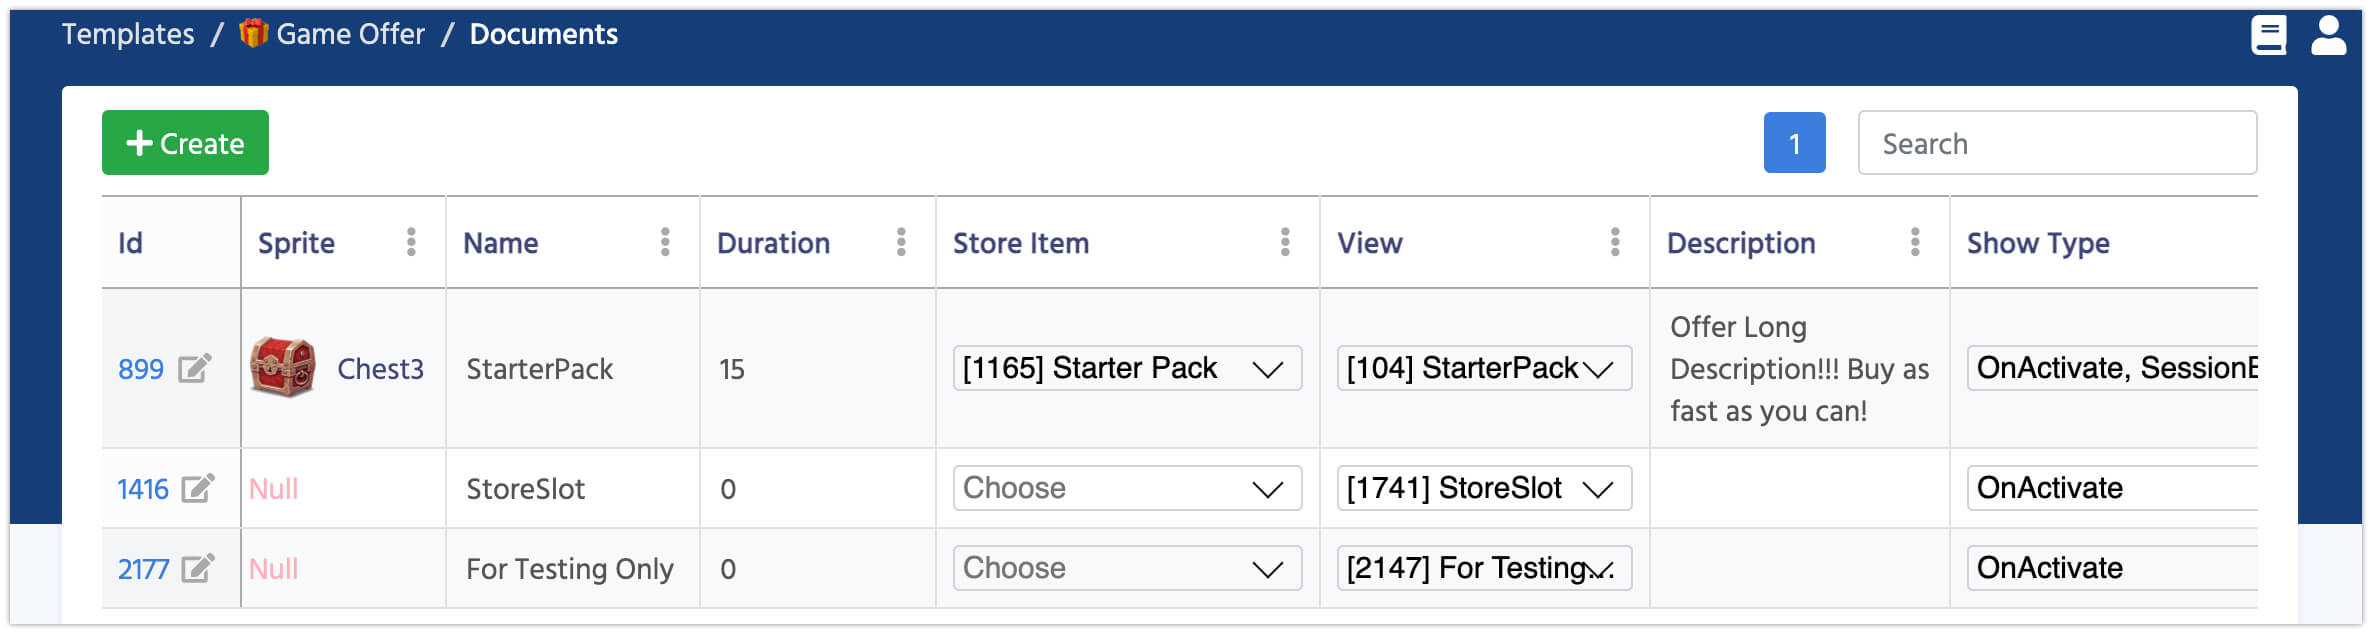 Templates / Game Offer / Documents
Create 1 Search
Id Sprite Name Duration Store Item View Description Show Type
899 Chest3 StarterPack 15 [1165] Starter Pack [104] StarterPack Offer Long Description!!! Buy as fast as you can! OnActivate, SessionE
1416 Null StoreSlot 0 Choose [1741] StoreSlot OnActivate
2177 Null For Testing Only 0 Choose [2147] For Testing... OnActivate